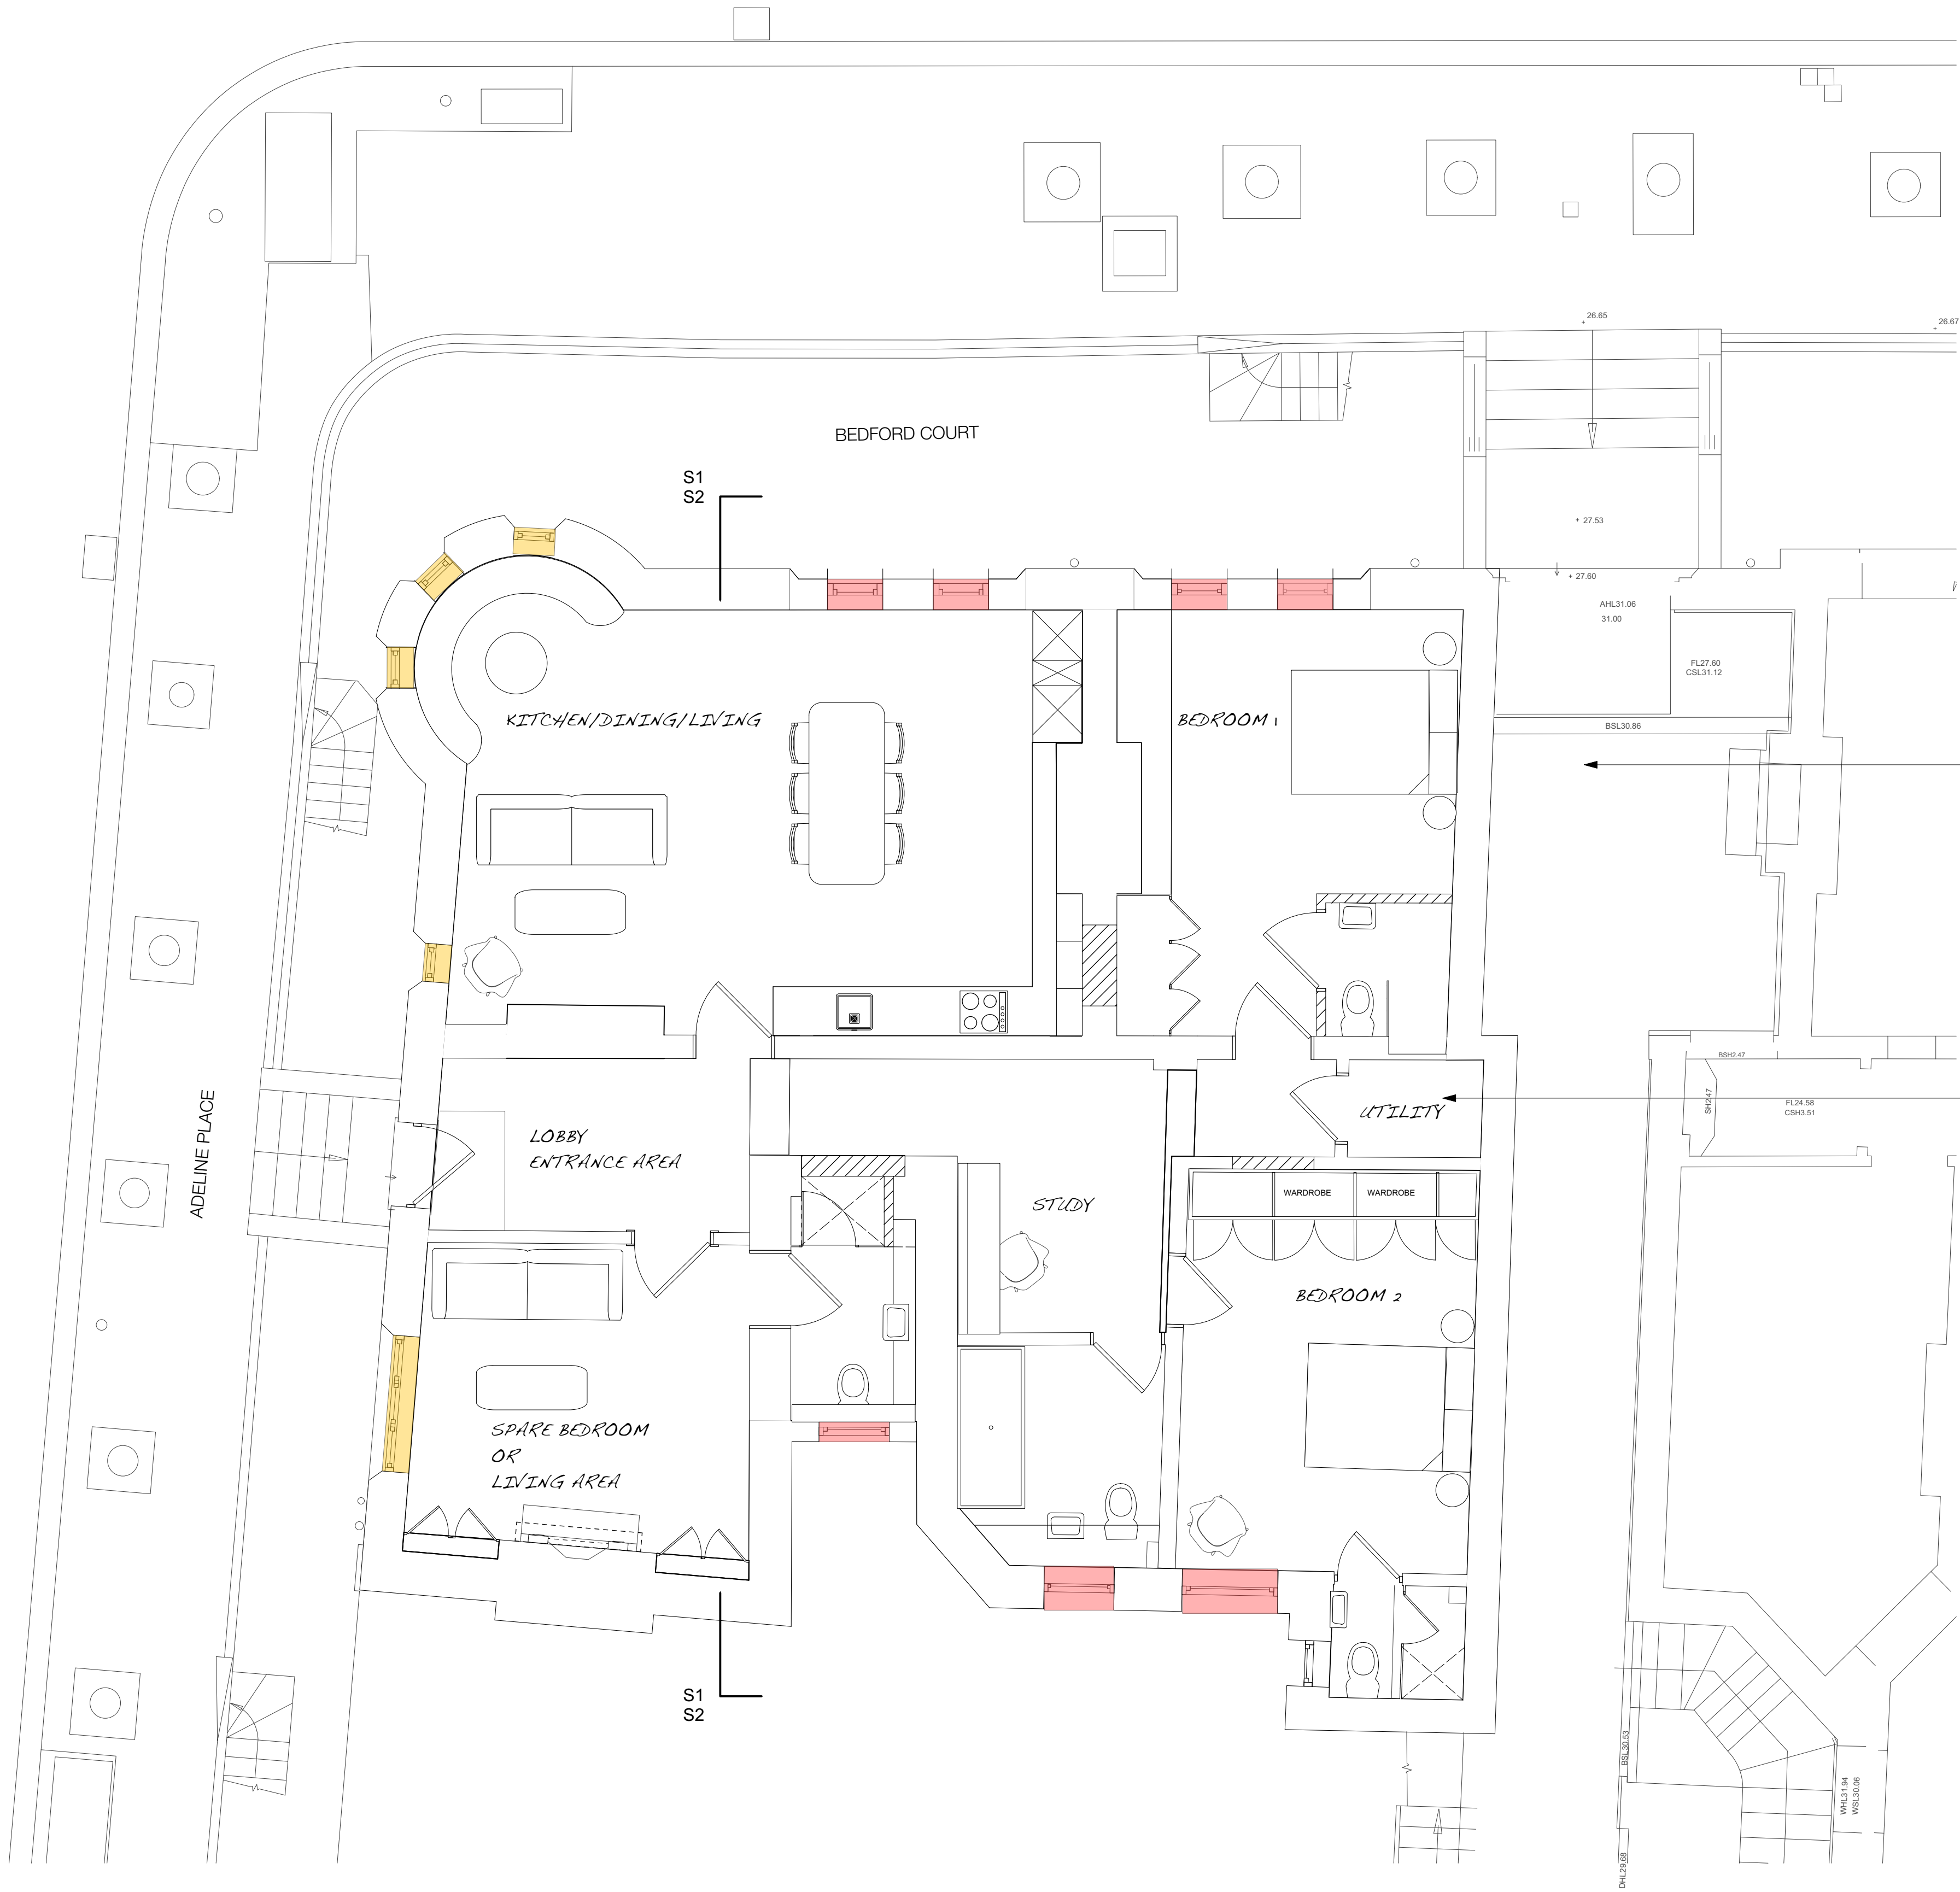 26.65
26.67
BEDFORD COURT
S1
S2
27.53
27.60
AHL31.06
31.00
FL27.60
CSL31.12
KITCHEN/DINING/LIVING
BEDROOM 1
BSL30.86
BSH2.47
SH2.47
FL24.58
CSH3.51
UTILITY
ADELINE PLACE
LOBBY
ENTRANCE AREA
STUDY
WARDROBE
WARDROBE
BEDROOM 2
SPARE BEDROOM
OR
LIVING AREA
S1
S2
BSL30.53
WHL31.94
WSL30.06
DHL29.68